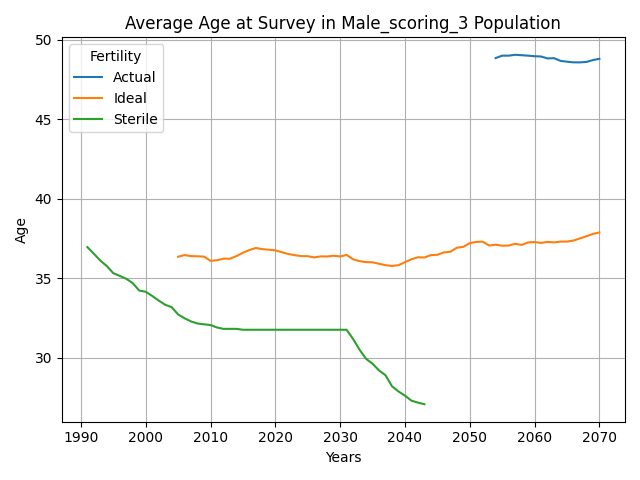 Average Age at Survey in Male_scoring_3 Population
Fertility
Actual
Ideal
Sterile
50
45
40
35
30
Age
1990 2000 2010 2020 2030 2040 2050 2060 2070
Years